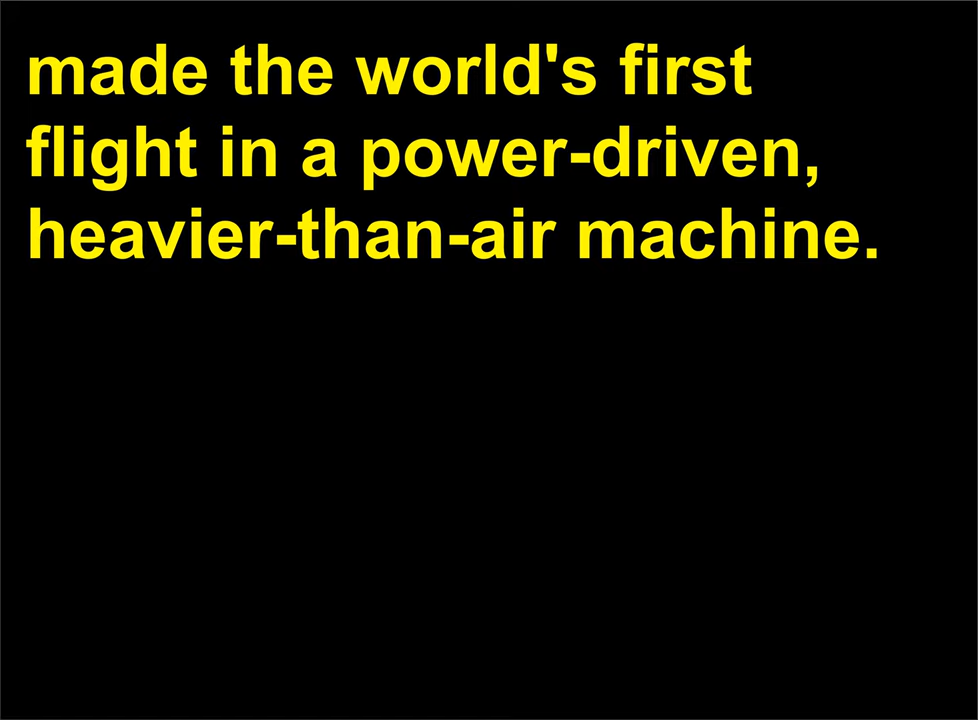 made the world's first
flight in a power-driven,
heavier-than-air machine.